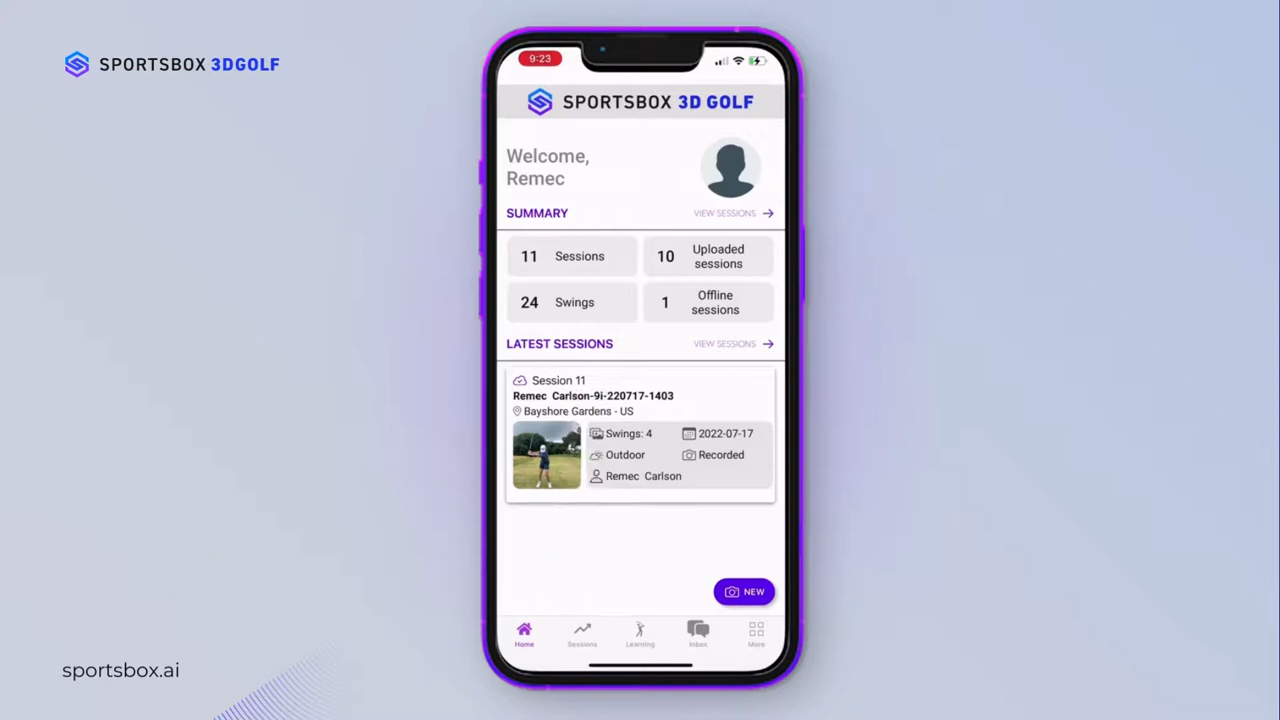 SPORTSBOX 3DGOLF
9:23
SPORTSBOX 3D GOLF
Welcome,
Remec
SUMMARY
VIEW SESSIONS
11 Sessions
10 Uploaded sessions
24 Swings
1 Offline sessions
LATEST SESSIONS
VIEW SESSIONS
Session 11
Remec Carlson-9i-220717-1403
Bayshore Gardens - US
Swings: 4
2022-07-17
Outdoor
Recorded
Remec Carlson
NEW
Home
Sessions
Learning
Inbox
More
sportsbox.ai